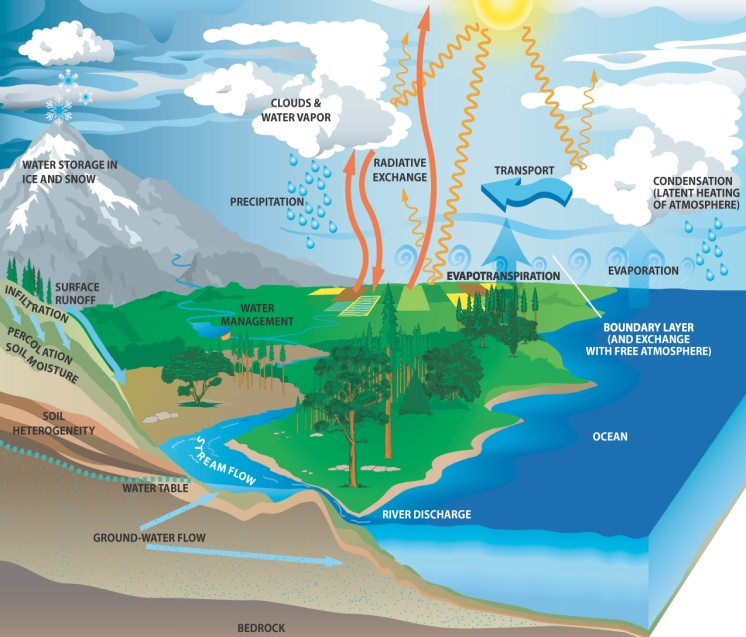 CLOUDS &
WATER VAPOR
WATER STORAGE IN
ICE AND SNOW
RADIATIVE
EXCHANGE
TRANSPORT
CONDENSATION
(LATENT HEATING
OF ATMOSPHERE)
PRECIPITATION
EVAPOTRANSPIRATION
EVAPORATION
SURFACE
RUNOFF
INFILTRATION
WATER
MANAGEMENT
BOUNDARY LAYER
(AND EXCHANGE
WITH FREE ATMOSPHERE)
PERCOLATION
SOIL MOISTURE
SOIL
HETEROGENEITY
OCEAN
STREAM FLOW
WATER TABLE
RIVER DISCHARGE
GROUND-WATER FLOW
BEDROCK